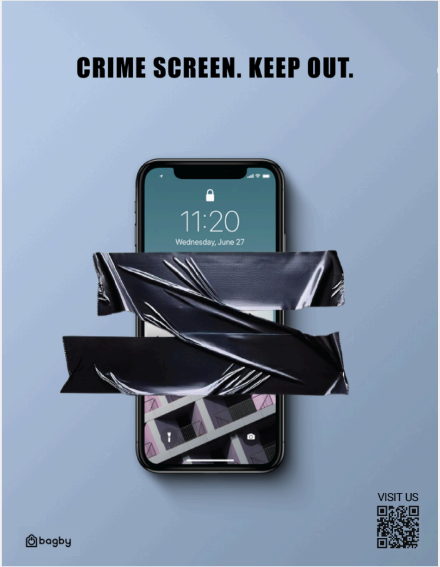 CRIME SCREEN. KEEP OUT.
11:20
Wednesday, June 27
VISIT US
bagby